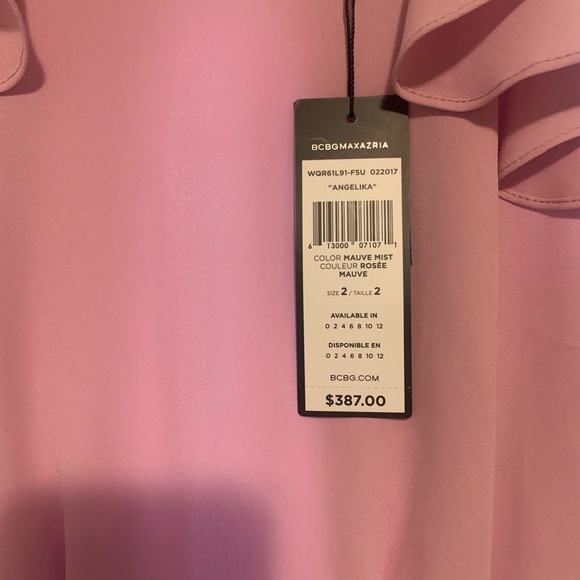 BCBGMAXAZRIA
WQR61L91-F5U 022017
"ANGELIKA"
6 13000 07107 1
COLOR MAUVE MIST
COULEUR ROSÉE
MAUVE
SIZE 2 / TAILLE 2
AVAILABLE IN
0 2 4 6 8 10 12
DISPONIBLE EN
0 2 4 6 8 10 12
BCBG.COM
$387.00